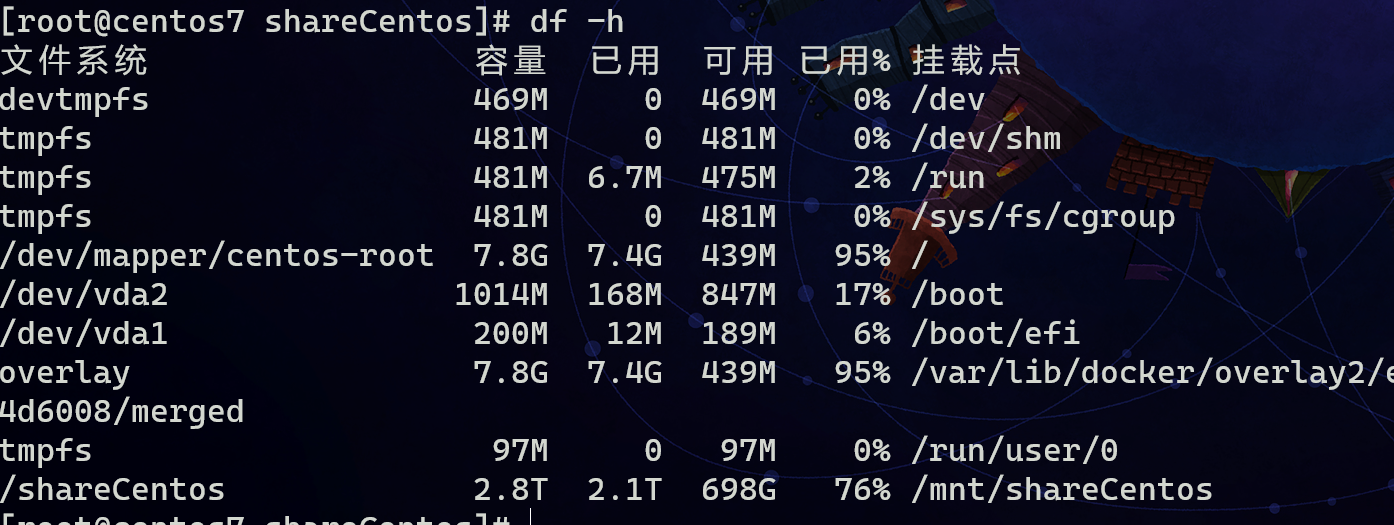 [root@centos7 shareCentos]# df -h
文件系统 容量 已用 可用 已用% 挂载点
devtmpfs 469M 0 469M 0% /dev
tmpfs 481M 0 481M 0% /dev/shm
tmpfs 481M 6.7M 475M 2% /run
tmpfs 481M 0 481M 0% /sys/fs/cgroup
/dev/mapper/centos-root 7.8G 7.4G 439M 95% /
/dev/vda2 1014M 168M 847M 17% /boot
/dev/vda1 200M 12M 189M 6% /boot/efi
overlay 7.8G 7.4G 439M 95% /var/lib/docker/overlay2/e
4d6008/merged
tmpfs 97M 0 97M 0% /run/user/0
/shareCentos 2.8T 2.1T 698G 76% /mnt/shareCentos
[root@centos7 shareCentos]#